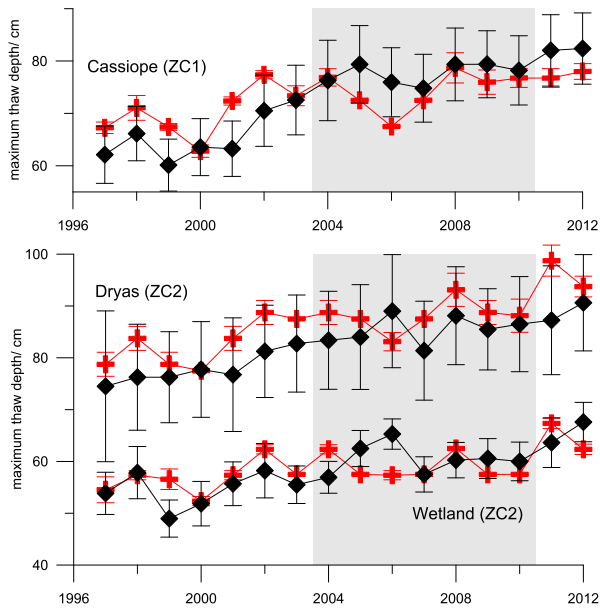 80
Cassiope (ZC1)
60
maximum thaw depth/ cm
1996 2000 2004 2008 2012
100
Dryas (ZC2)
80
maximum thaw depth/ cm
60
Wetland (ZC2)
40
1996 2000 2004 2008 2012